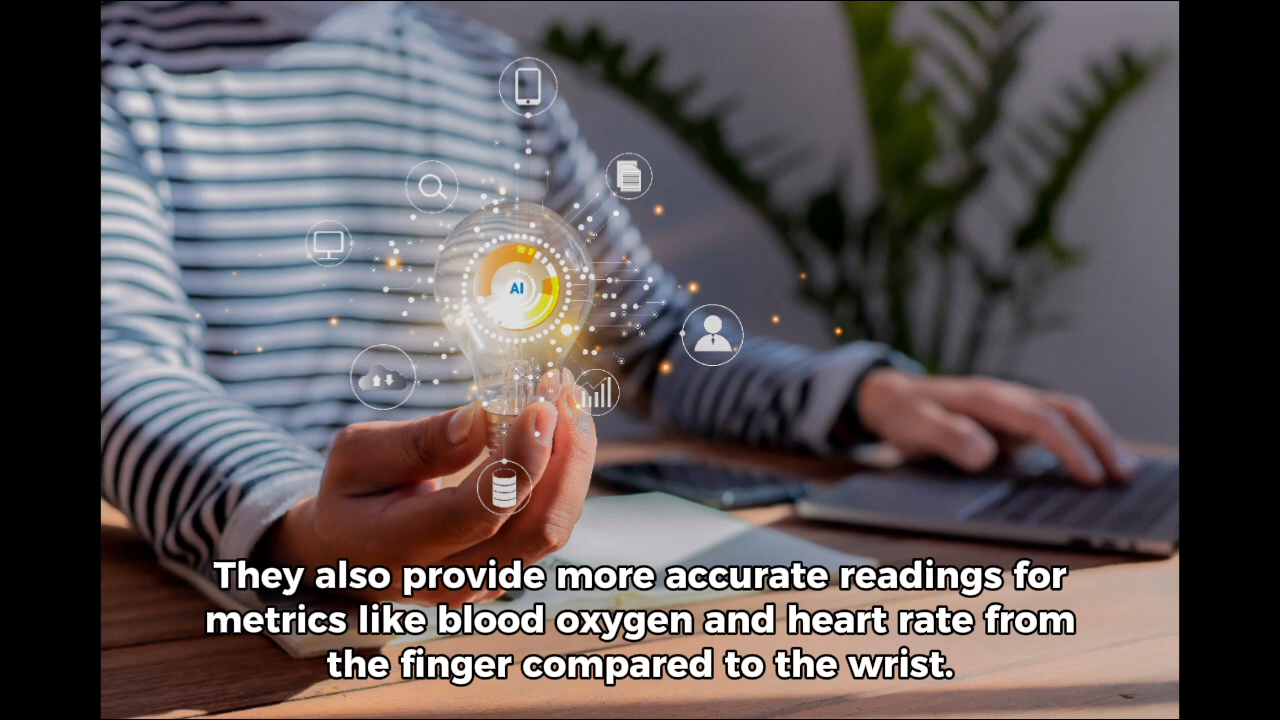 AI
They also provide more accurate readings for
metrics like blood oxygen and heart rate from
the finger compared to the wrist.